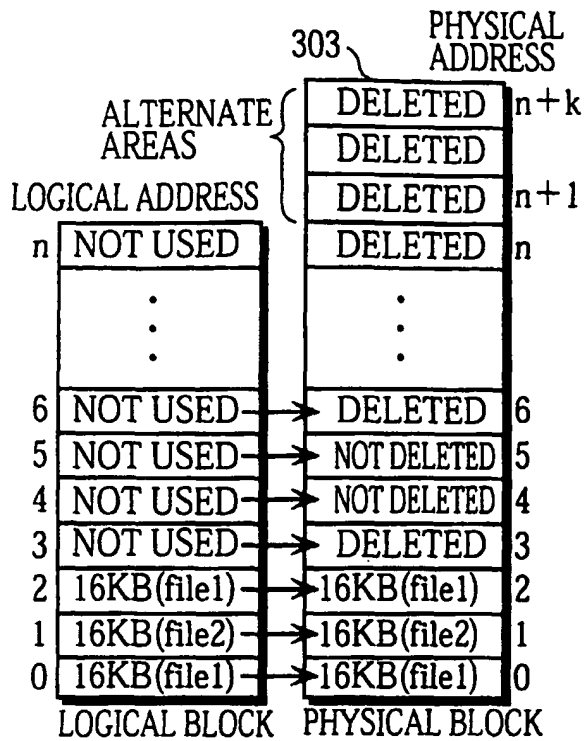 PHYSICAL
ADDRESS
303
ALTERNATE
AREAS
DELETED n+k
DELETED
DELETED n+1
LOGICAL ADDRESS
n NOT USED DELETED n
6 NOT USED DELETED 6
5 NOT USED NOT DELETED 5
4 NOT USED NOT DELETED 4
3 NOT USED DELETED 3
2 16KB(file1) 16KB(file1) 2
1 16KB(file2) 16KB(file2) 1
0 16KB(file1) 16KB(file1) 0
LOGICAL BLOCK PHYSICAL BLOCK